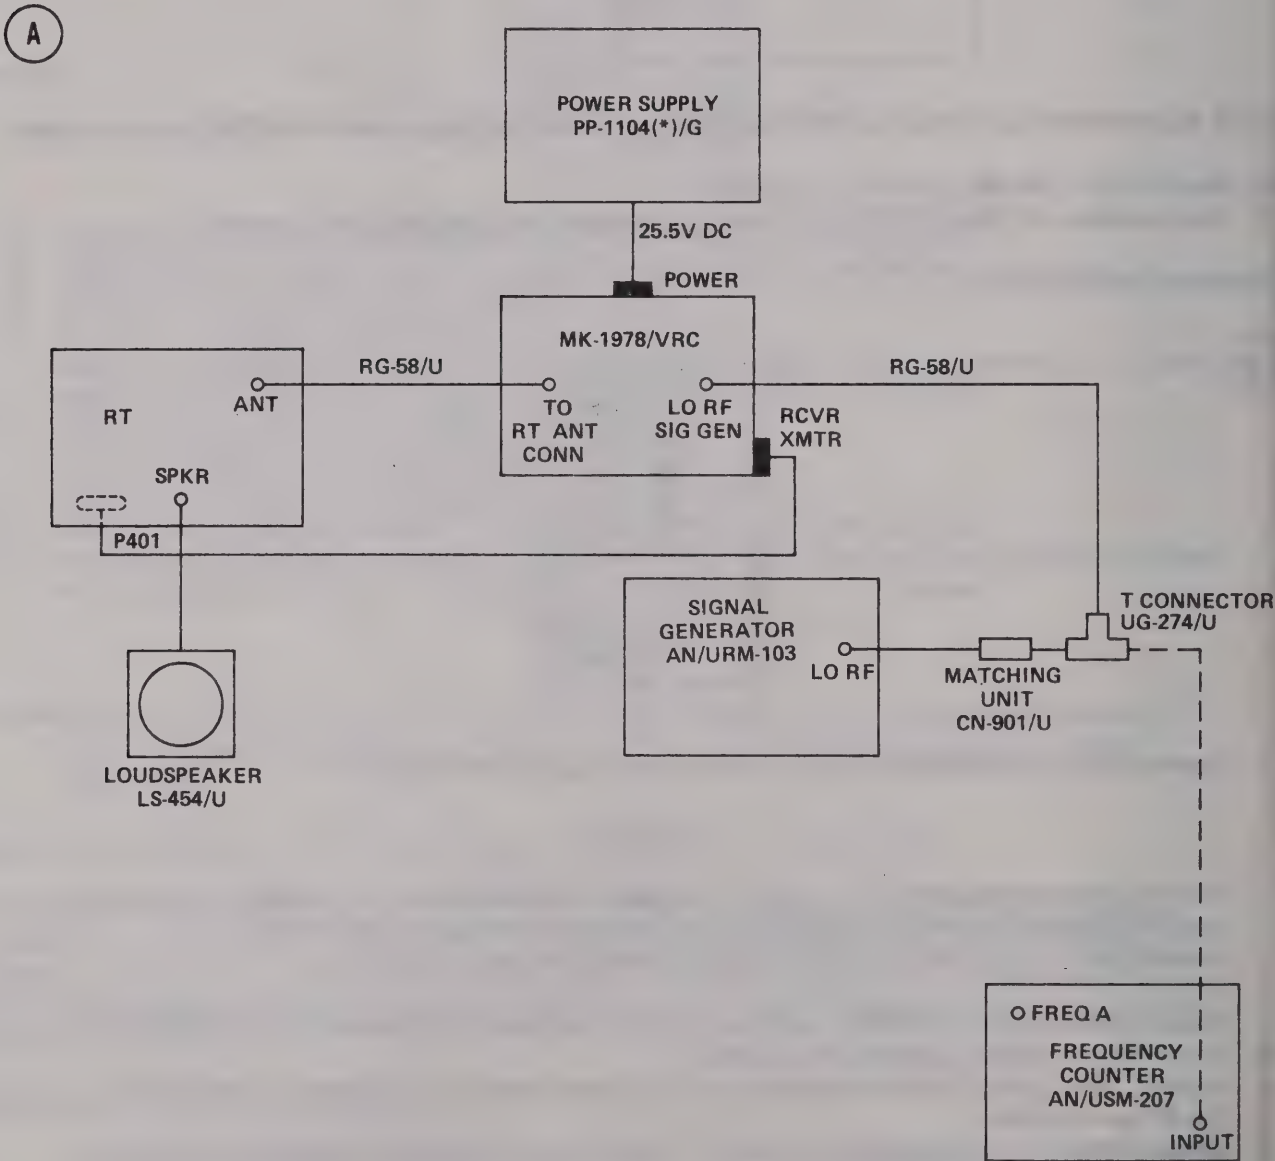 A
POWER SUPPLY
PP-1104(*)/G
25.5V DC
POWER
MK-1978/VRC
RG-58/U
RG-58/U
ANT
RT
TO
RT ANT
CONN
LO RF
SIG GEN
RCVR
XMTR
SPKR
P401
SIGNAL
GENERATOR
AN/URM-103
LO RF
T CONNECTOR
UG-274/U
MATCHING
UNIT
CN-901/U
LOUDSPEAKER
LS-454/U
FREQ A
FREQUENCY
COUNTER
AN/USM-207
INPUT